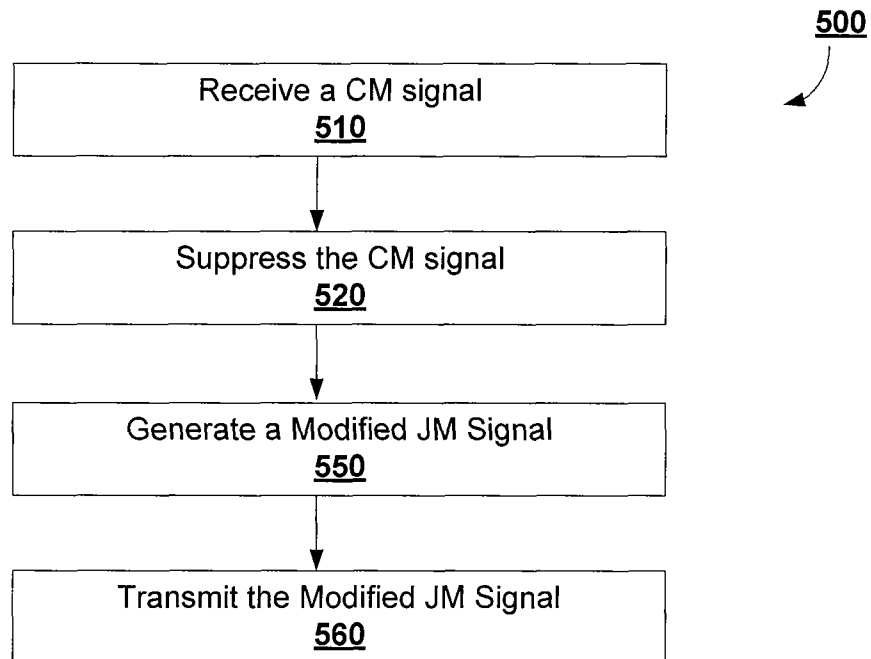 500
Receive a CM signal
510
Suppress the CM signal
520
Generate a Modified JM Signal
550
Transmit the Modified JM Signal
560